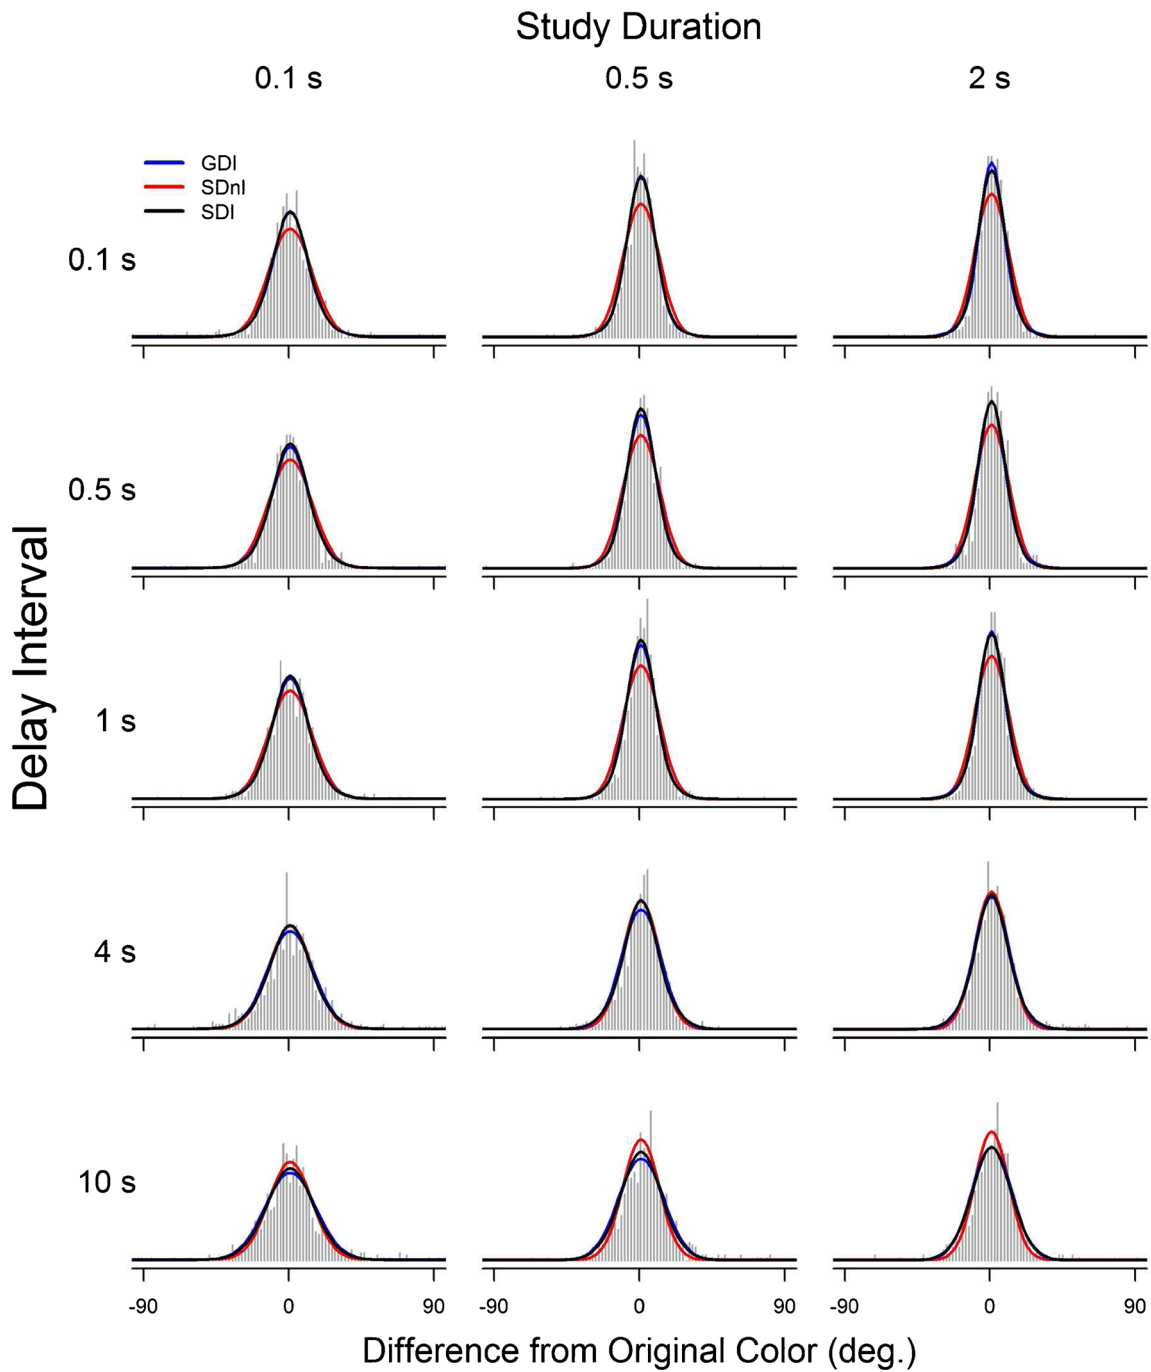 Study Duration
0.1 s 0.5 s 2 s
GDI
SDnI
SDI
0.1 s
0.5 s
Delay Interval
1 s
4 s
10 s
-90 0 90 -90 0 90 -90 0 90
Difference from Original Color (deg.)